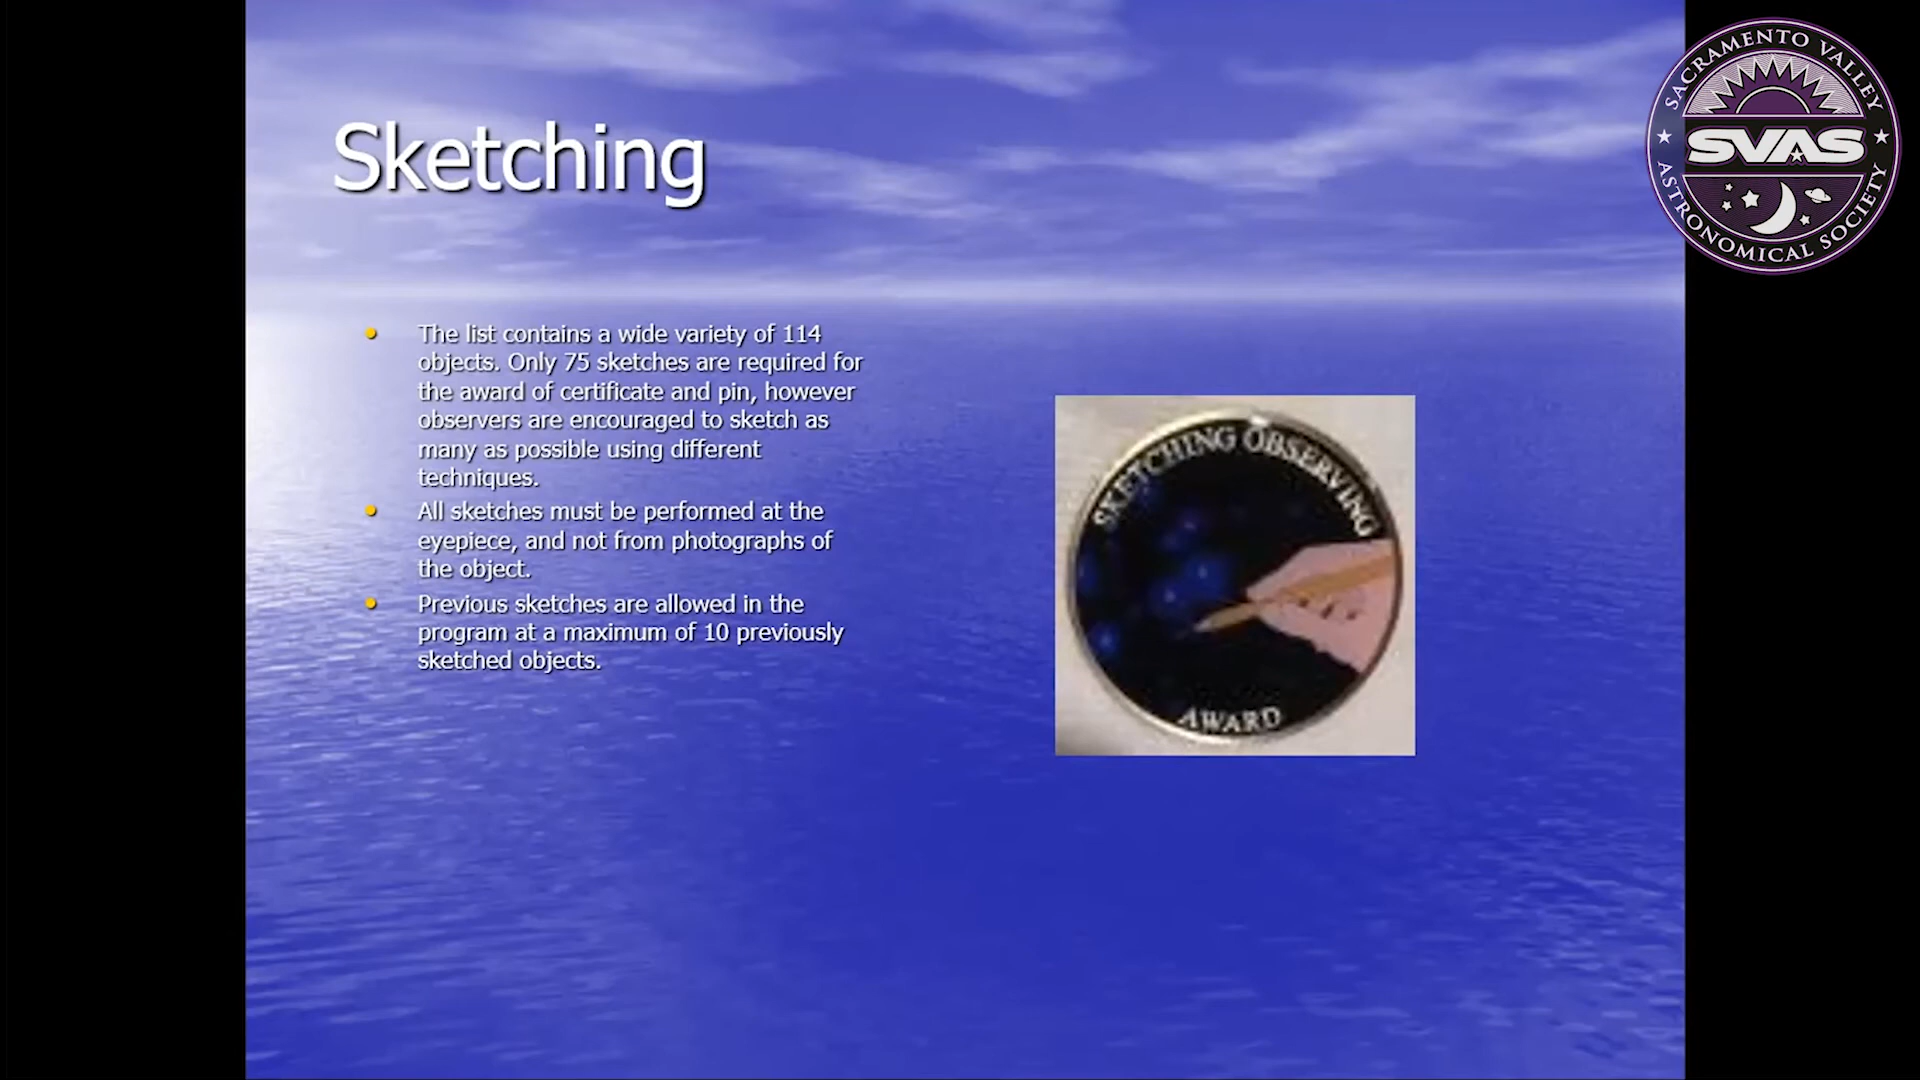 Sketching
The list contains a wide variety of 114
objects. Only 75 sketches are required for
the award of certificate and pin, however
observers are encouraged to sketch as
many as possible using different
techniques.
All sketches must be performed at the
eyepiece, and not from photographs of
the object.
Previous sketches are allowed in the
program at a maximum of 10 previously
sketched objects.
SKETCHING OBSERVING
AWARD
SACRAMENTO VALLEY
SVAS
ASTRONOMICAL SOCIETY